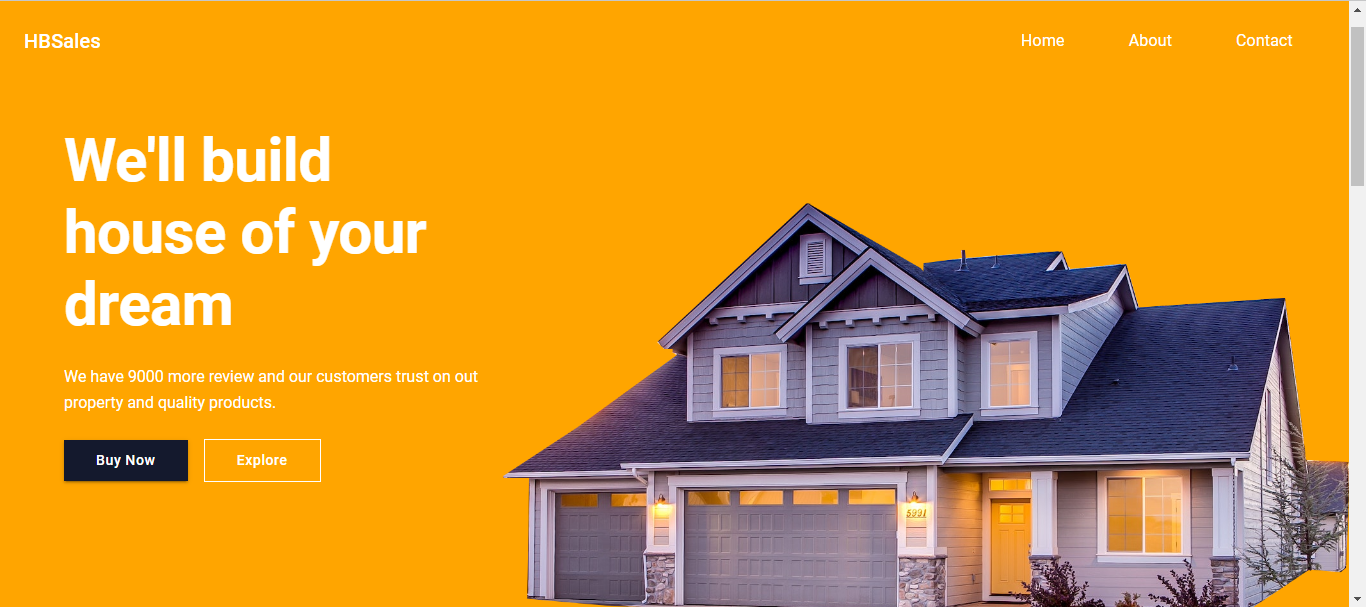 HBSales
Home
About
Contact
We'll build
house of your
dream
We have 9000 more review and our customers trust on out
property and quality products.
Buy Now
Explore
5991